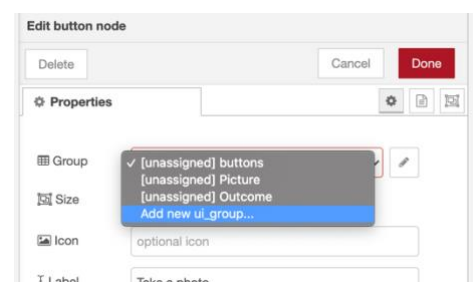 Edit button node
Delete Cancel Done
Properties
Group
✓ [unassigned] buttons
[unassigned] Picture
[unassigned] Outcome
Add new ui_group...
Size
Icon optional icon
Label Take a photo